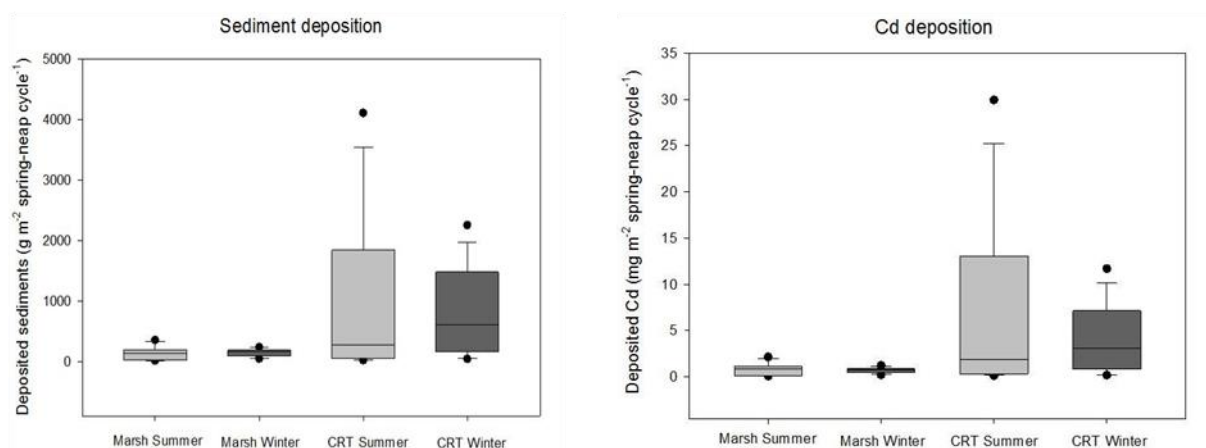 Sediment deposition
Deposited sediments (g m⁻² spring-neap cycle⁻¹)
5000
4000
3000
2000
1000
0
Marsh Summer Marsh Winter CRT Summer CRT Winter
Cd deposition
Deposited Cd (mg m⁻² spring-neap cycle⁻¹)
35
30
25
20
15
10
5
0
Marsh Summer Marsh Winter CRT Summer CRT Winter